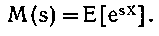 M(s) = E[e^{sX}].